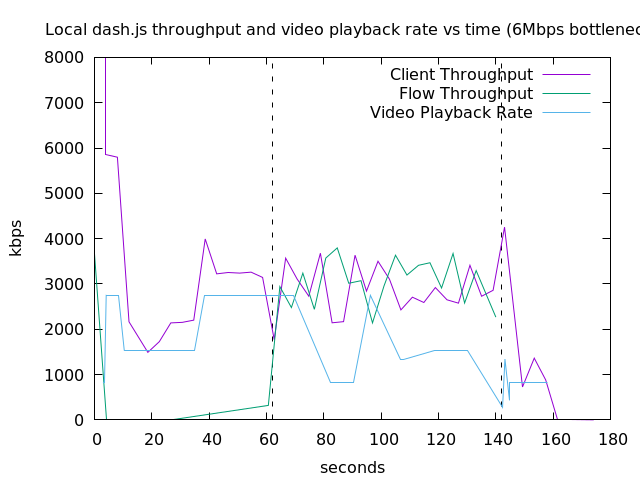 Local dash.js throughput and video playback rate vs time (6Mbps bottlenec
8000
7000
6000
5000
4000
3000
2000
1000
0
kbps
Client Throughput
Flow Throughput
Video Playback Rate
0 20 40 60 80 100 120 140 160 180
seconds